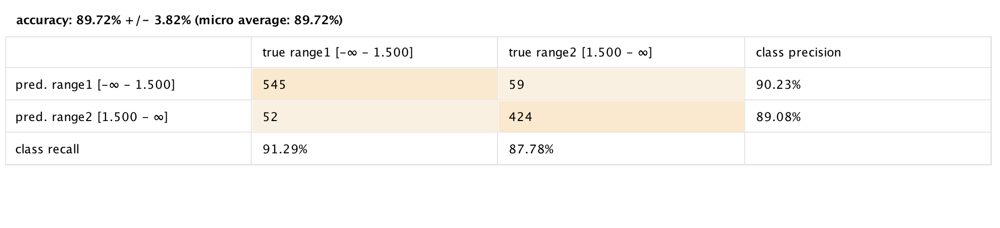 accuracy: 89.72% +/- 3.82% (micro average: 89.72%)
true range1 [-∞ - 1.500] true range2 [1.500 - ∞] class precision
pred. range1 [-∞ - 1.500] 545 59 90.23%
pred. range2 [1.500 - ∞] 52 424 89.08%
class recall 91.29% 87.78%